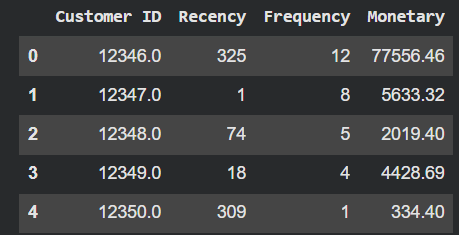 Customer ID Recency Frequency Monetary
0 12346.0 325 12 77556.46
1 12347.0 1 8 5633.32
2 12348.0 74 5 2019.40
3 12349.0 18 4 4428.69
4 12350.0 309 1 334.40